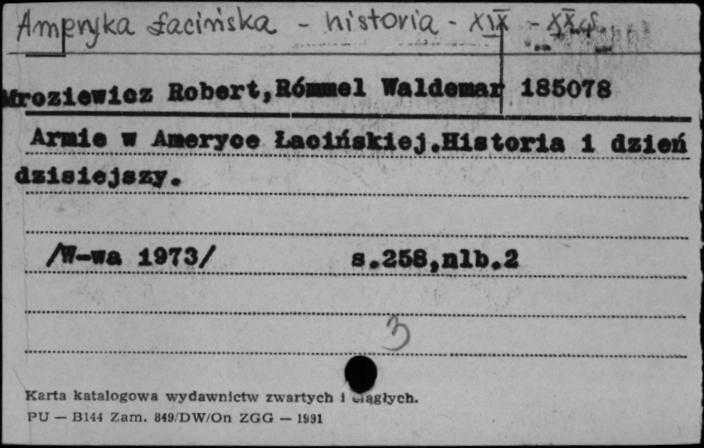 Ameryka Łacińska - historia - XIX - XX w.
Mroziewicz Robert,Rómmel Waldemar 185078
Armie w Ameryce Łacińskiej.Historia i dzień
dzisiejszy.
/W-wa 1973/ s.258,nlb.2
3
Karta katalogowa wydawnictw zwartych i ciągłych.
PU — B144 Zam. 849/DW/On ZGG — 1991